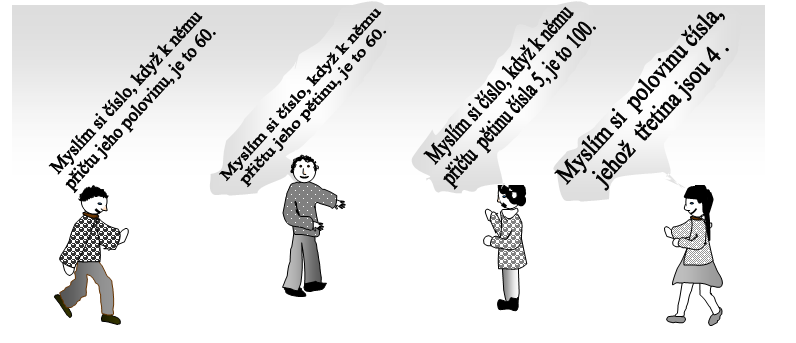 Myslím si číslo, když k němu
přičtu jeho polovinu, je to 60.
Myslím si číslo, když k němu
přičtu jeho pětinu, je to 60.
Myslím si číslo, když k němu
přičtu pětinu čísla 5, je to 100.
Myslím si polovinu čísla,
jehož třetina jsou 4 .